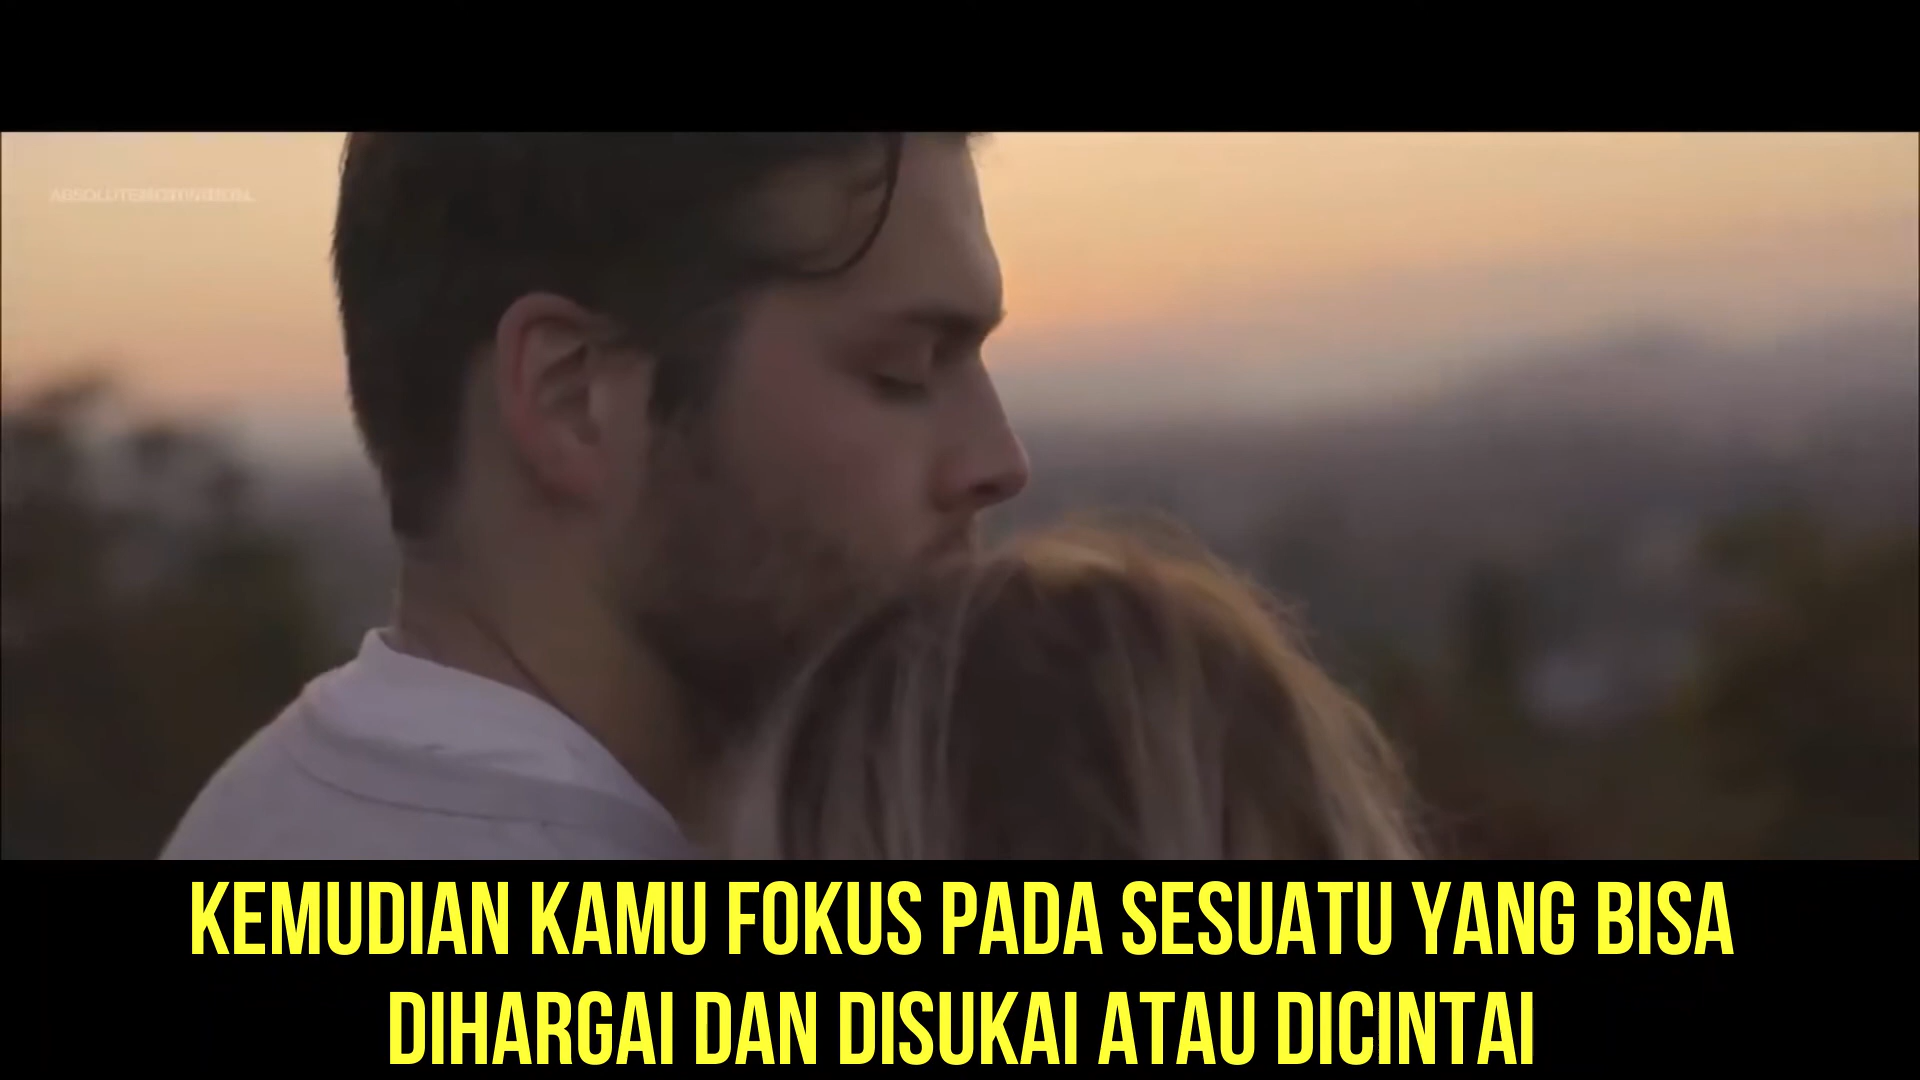 KEMUDIAN KAMU FOKUS PADA SESUATU YANG BISA
DIHARGAI DAN DISUKAI ATAU DICINTAI